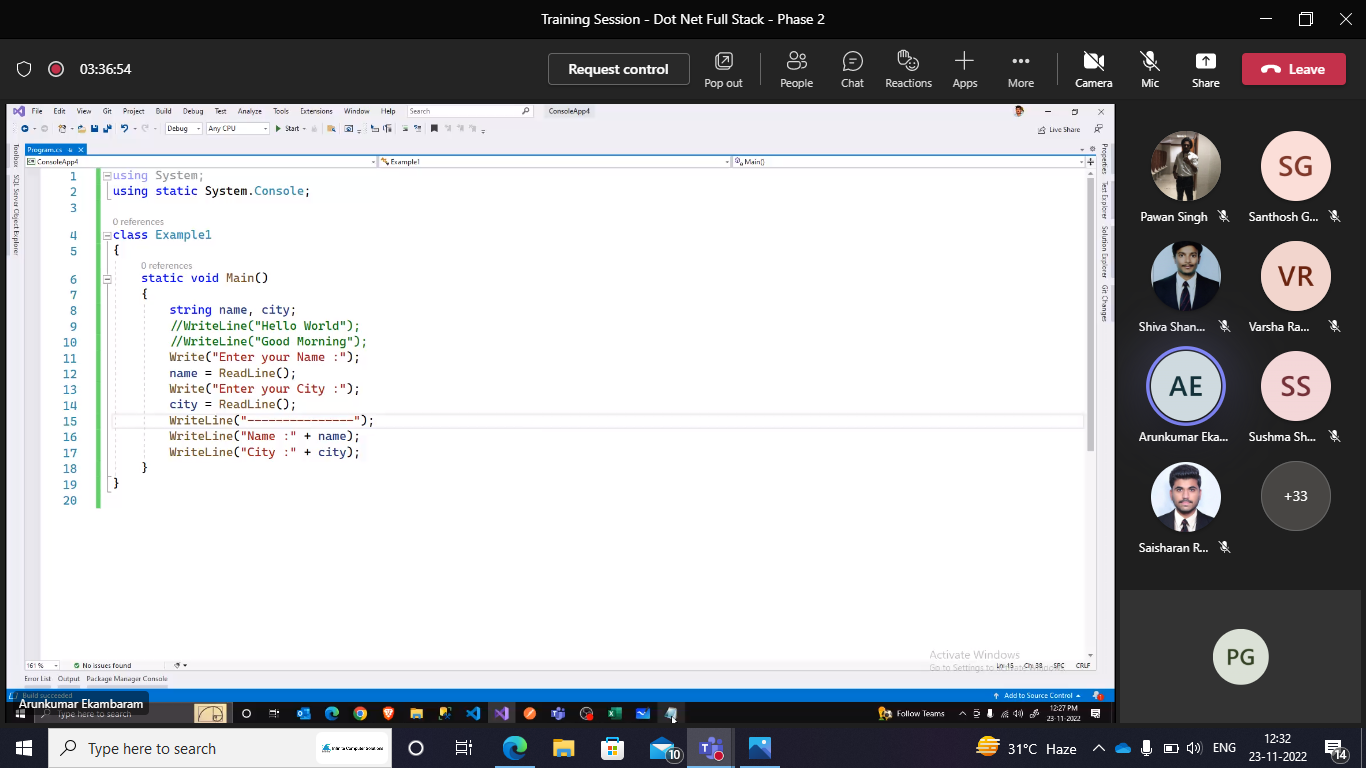 Training Session - Dot Net Full Stack - Phase 2
03:36:54
Request control
Pop out
People
Chat
Reactions
Apps
More
Camera
Mic
Share
Leave
File Edit View Git Project Build Debug Test Analyze Tools Extensions Window Help Search ConsoleApp4
Debug Any CPU Start Live Share
Program.cs
ConsoleApp4 Example1 Main()
Toolbox
SQL Server Object Explorer
1 using System;
2 using static System.Console;
3
0 references
4 class Example1
5 {
0 references
6 static void Main()
7 {
8 string name, city;
9 //WriteLine("Hello World");
10 //WriteLine("Good Morning");
11 Write("Enter your Name :");
12 name = ReadLine();
13 Write("Enter your City :");
14 city = ReadLine();
15 WriteLine("---------------");
16 WriteLine("Name :" + name);
17 WriteLine("City :" + city);
18 }
19 }
20
Properties
Test Explorer
Solution Explorer
Git Changes
161 % No issues found
SPC CRLF
Activate Windows
Error List Output Package Manager Console
Build succeeded
Add to Source Control
Arunkumar Ekambaram
Type here to search
Follow Teams
12:27 PM
23-11-2022
Pawan Singh
SG
Santhosh G...
Shiva Shan...
VR
Varsha Ra...
AE
Arunkumar Eka...
SS
Sushma Sh...
Saisharan R...
+33
PG
Type here to search
Infinite Computer Solutions
10
31°C Haze
ENG
12:32
23-11-2022
14